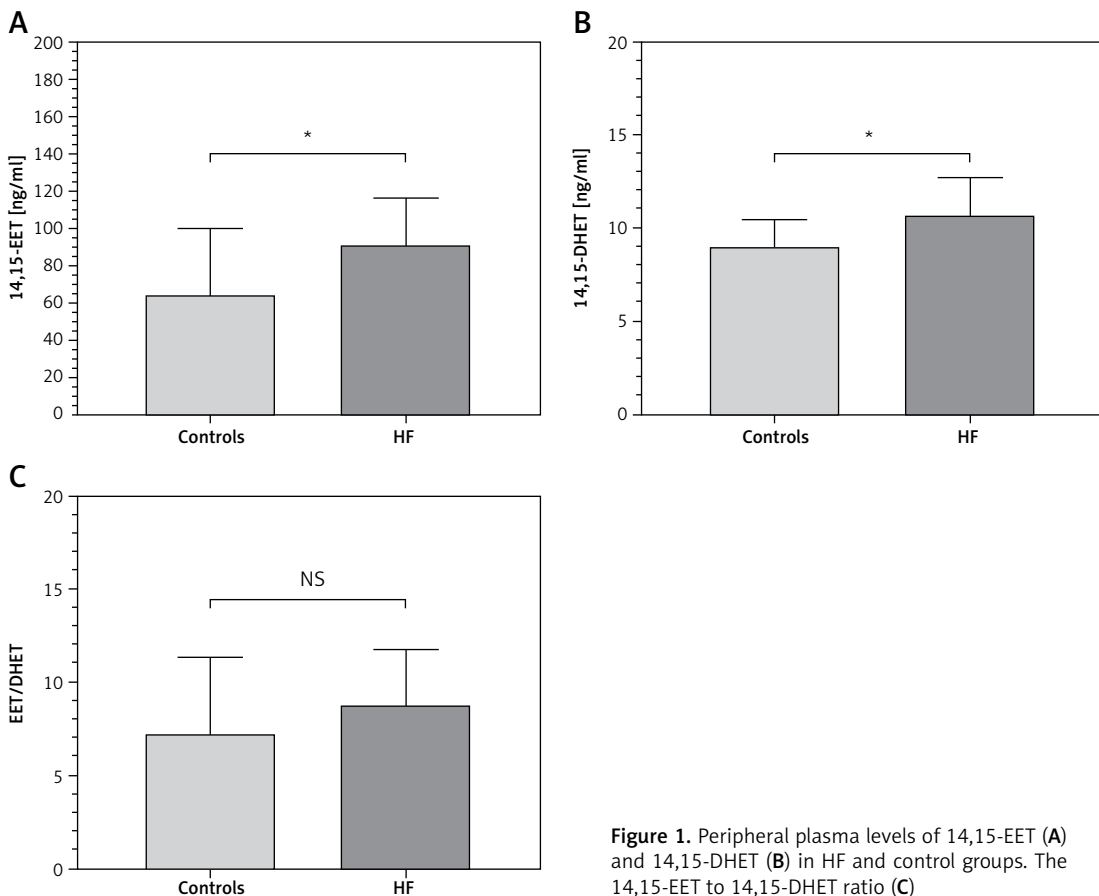 A
14,15-EET [ng/ml]
200
180
160
140
120
100
80
60
40
20
0
*
Controls HF
B
14,15-DHET [ng/ml]
20
15
10
5
0
*
Controls HF
C
EET/DHET
20
15
10
5
0
NS
Controls HF
Figure 1. Peripheral plasma levels of 14,15-EET (A)
and 14,15-DHET (B) in HF and control groups. The
14,15-EET to 14,15-DHET ratio (C)